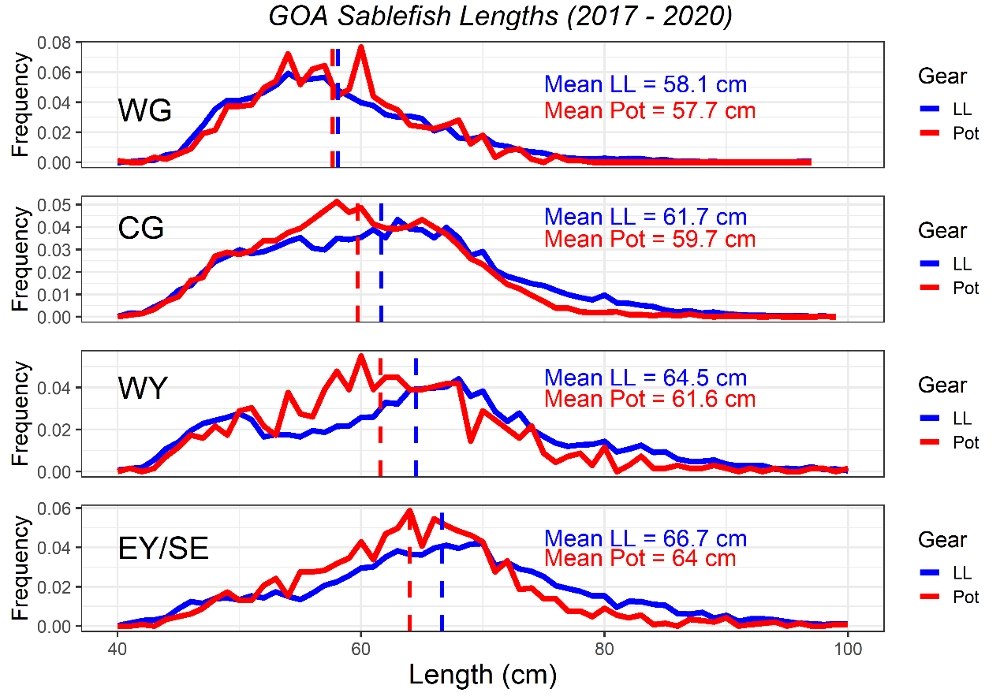 GOA Sablefish Lengths (2017 - 2020)
Frequency
0.08
0.06
0.04
0.02
0.00
WG
Mean LL = 58.1 cm
Mean Pot = 57.7 cm
Gear
LL
Pot
Frequency
0.05
0.04
0.03
0.02
0.01
0.00
CG
Mean LL = 61.7 cm
Mean Pot = 59.7 cm
Gear
LL
Pot
Frequency
0.04
0.02
0.00
WY
Mean LL = 64.5 cm
Mean Pot = 61.6 cm
Gear
LL
Pot
Frequency
0.06
0.04
0.02
0.00
EY/SE
Mean LL = 66.7 cm
Mean Pot = 64 cm
Gear
LL
Pot
40 60 80 100
Length (cm)